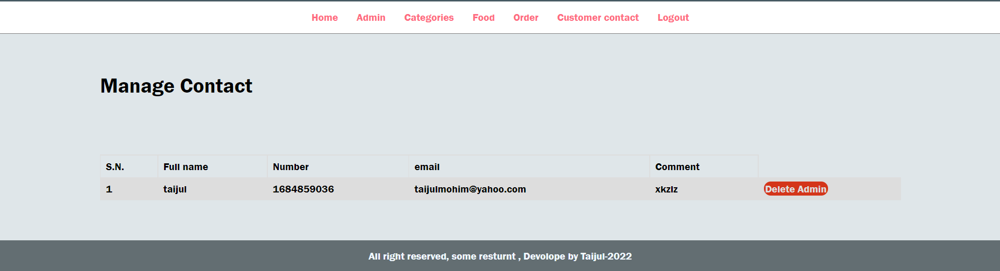 Home Admin Categories Food Order Customer contact Logout
Manage Contact
S.N. Full name Number email Comment
1 taijul 1684859036 taijulmohim@yahoo.com xkzlz Delete Admin
All right reserved, some resturnt , Devolope by Taijul-2022